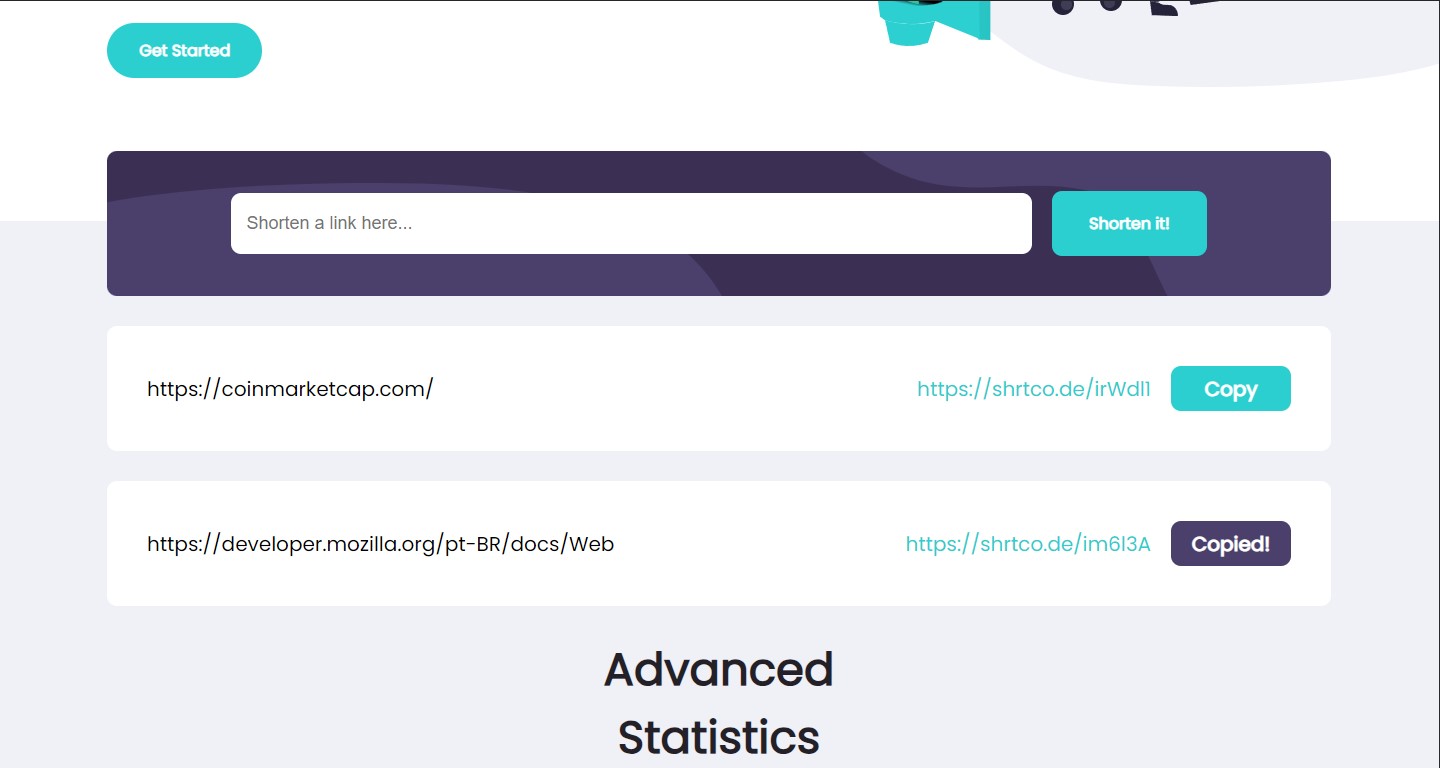 Get Started
Shorten a link here...
Shorten it!
https://coinmarketcap.com/
https://shrtco.de/irWdl1
Copy
https://developer.mozilla.org/pt-BR/docs/Web
https://shrtco.de/im6l3A
Copied!
Advanced
Statistics